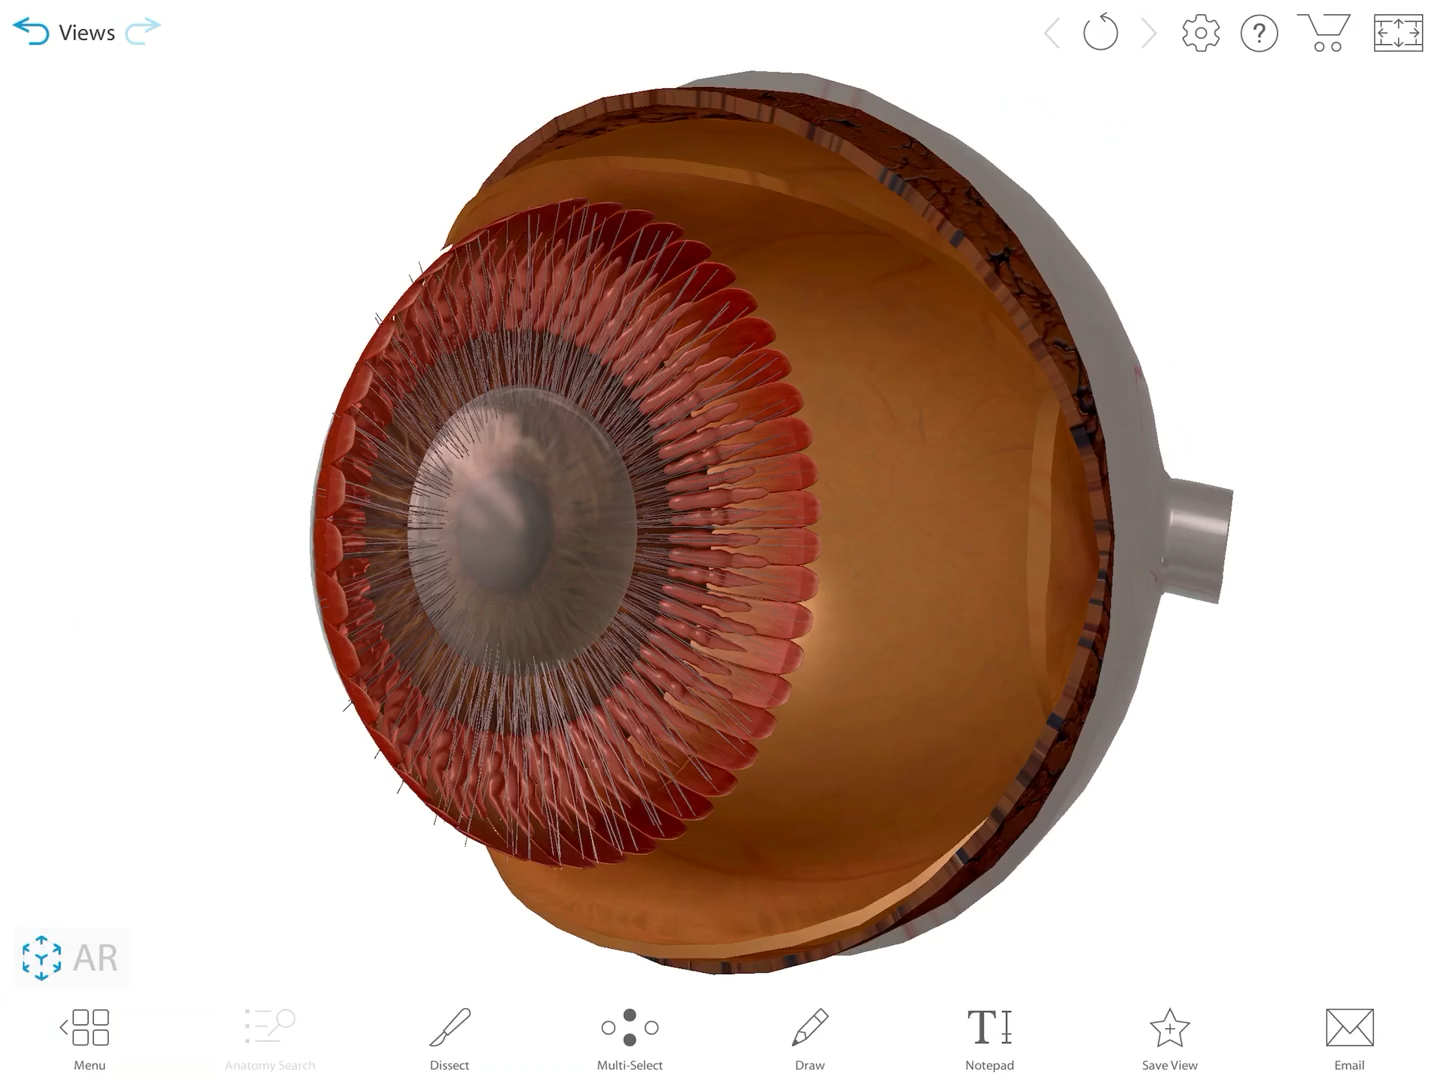 Views
?
AR
Menu
Anatomy Search
Dissect
Multi-Select
Draw
T
Notepad
Save View
Email